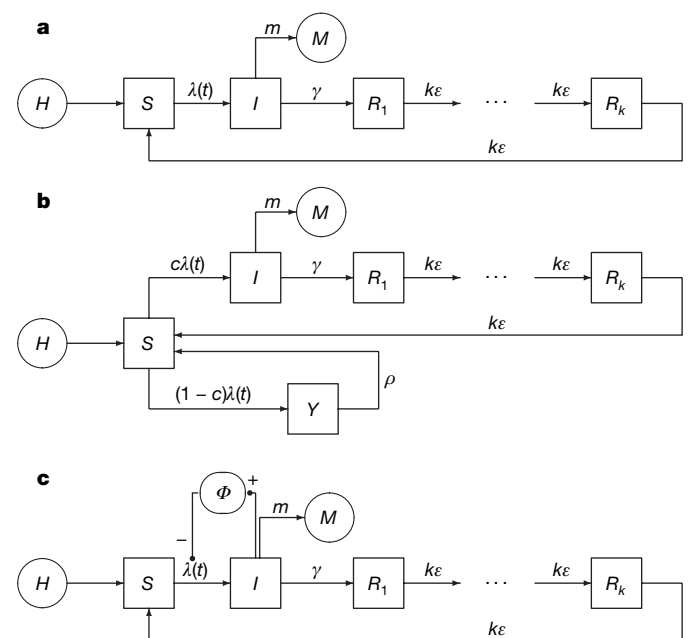 a
m M
H S λ(t) I γ R1 kε ⋯ kε Rk
kε
b
m M
cλ(t) I γ R1 kε ⋯ kε Rk
kε
H S
ρ
(1 – c)λ(t) Y
c
Φ + m M
–
H S λ(t) I γ R1 kε ⋯ kε Rk
kε